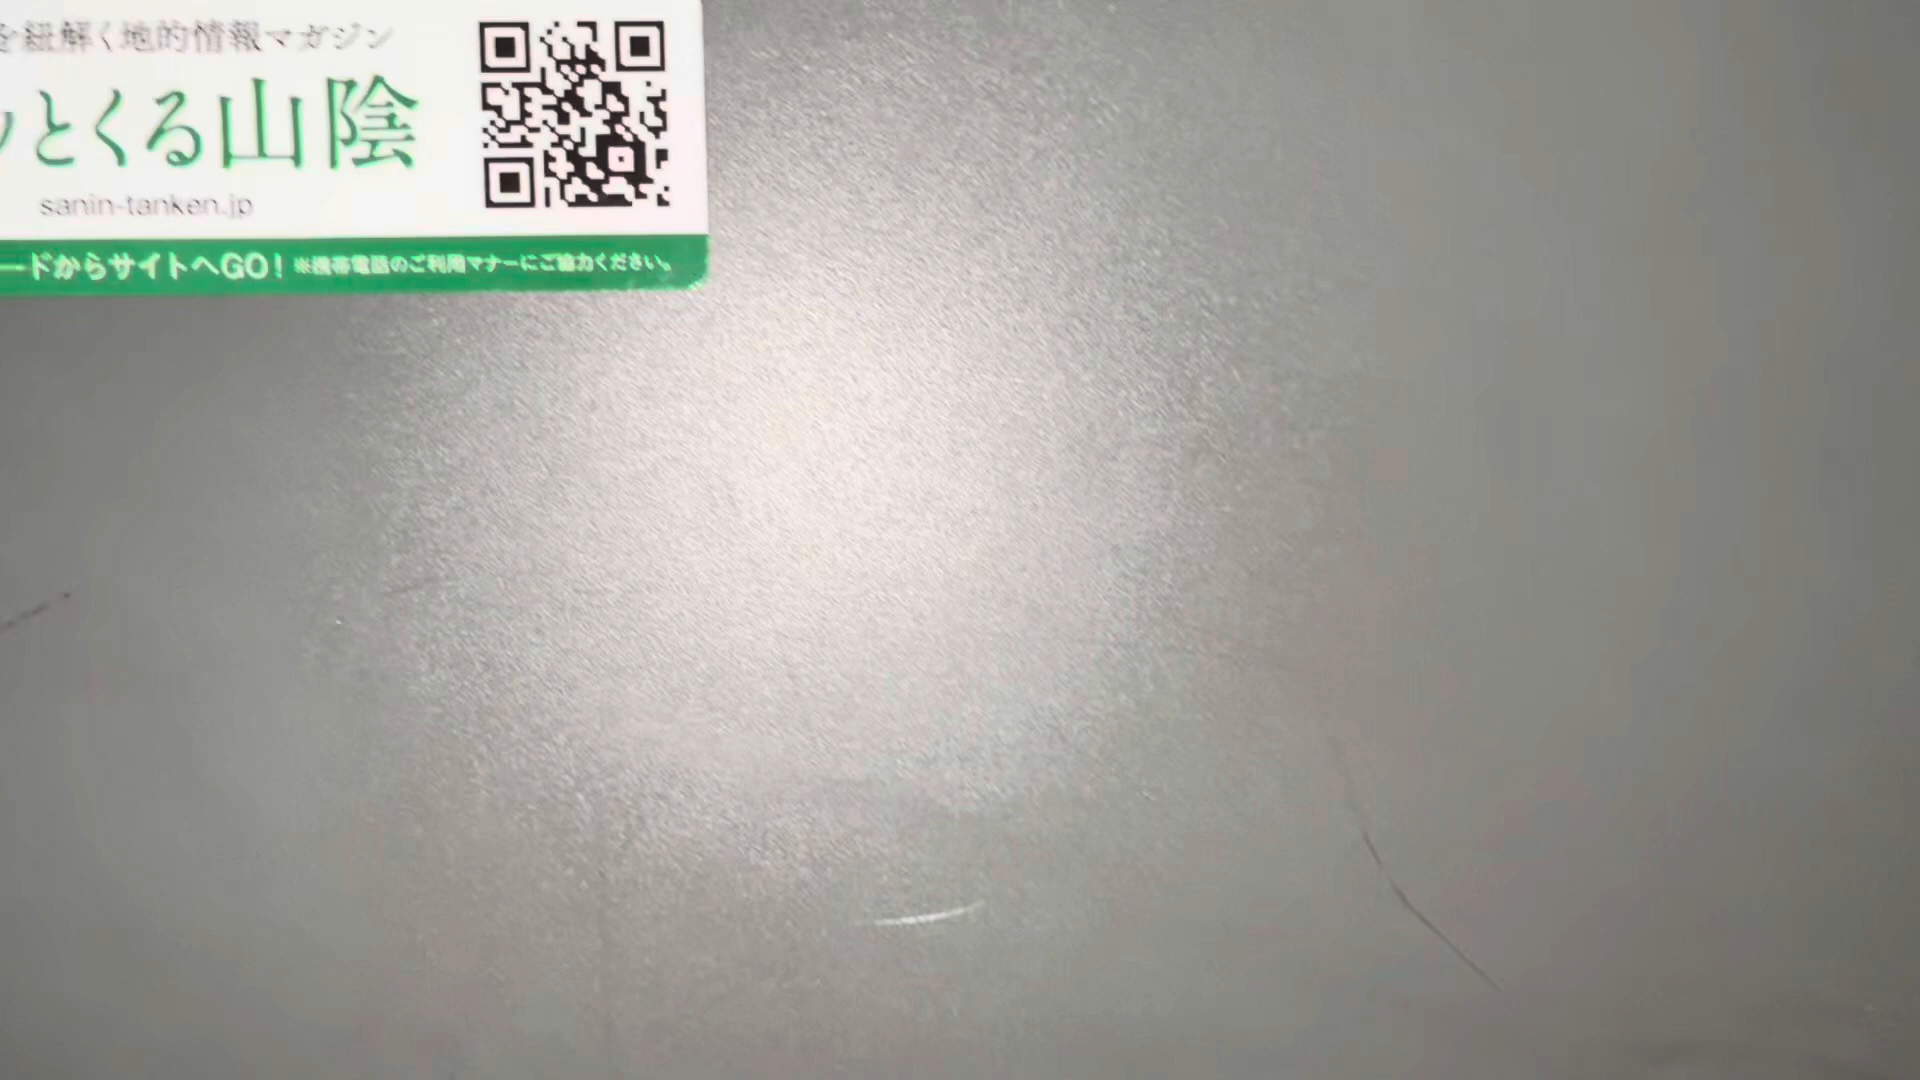 を紐解く地的情報マガジン
ッとくる山陰
sanin-tanken.jp
ードからサイトへGO！ ※携帯電話のご利用マナーにご協力ください。